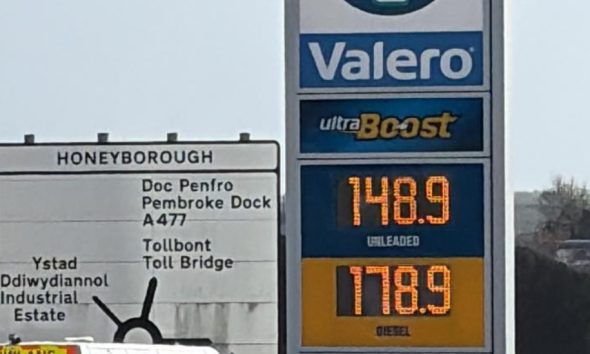 HONEYBOROUGH
Doc Penfro
Pembroke Dock
A477
Tollbont
Toll Bridge
Ystad
Ddiwydiannol
Industrial
Estate
Valero
ultraBoost
148.9
UNLEADED
178.9
DIESEL